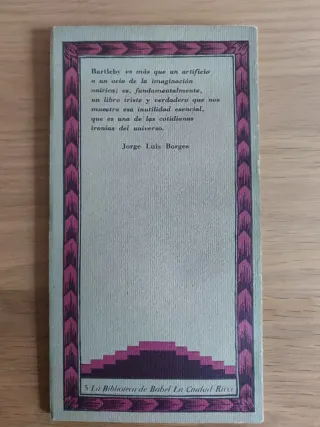 Bartleby es más que un artificio
o un ocio de la imaginación
onírica; es, fundamentalmente,
un libro triste y verdadero que nos
muestra esa inutilidad esencial,
que es una de las cotidianas
ironías del universo.
Jorge Luis Borges
5 La Biblioteca de Babel La Ciudad-Ricci